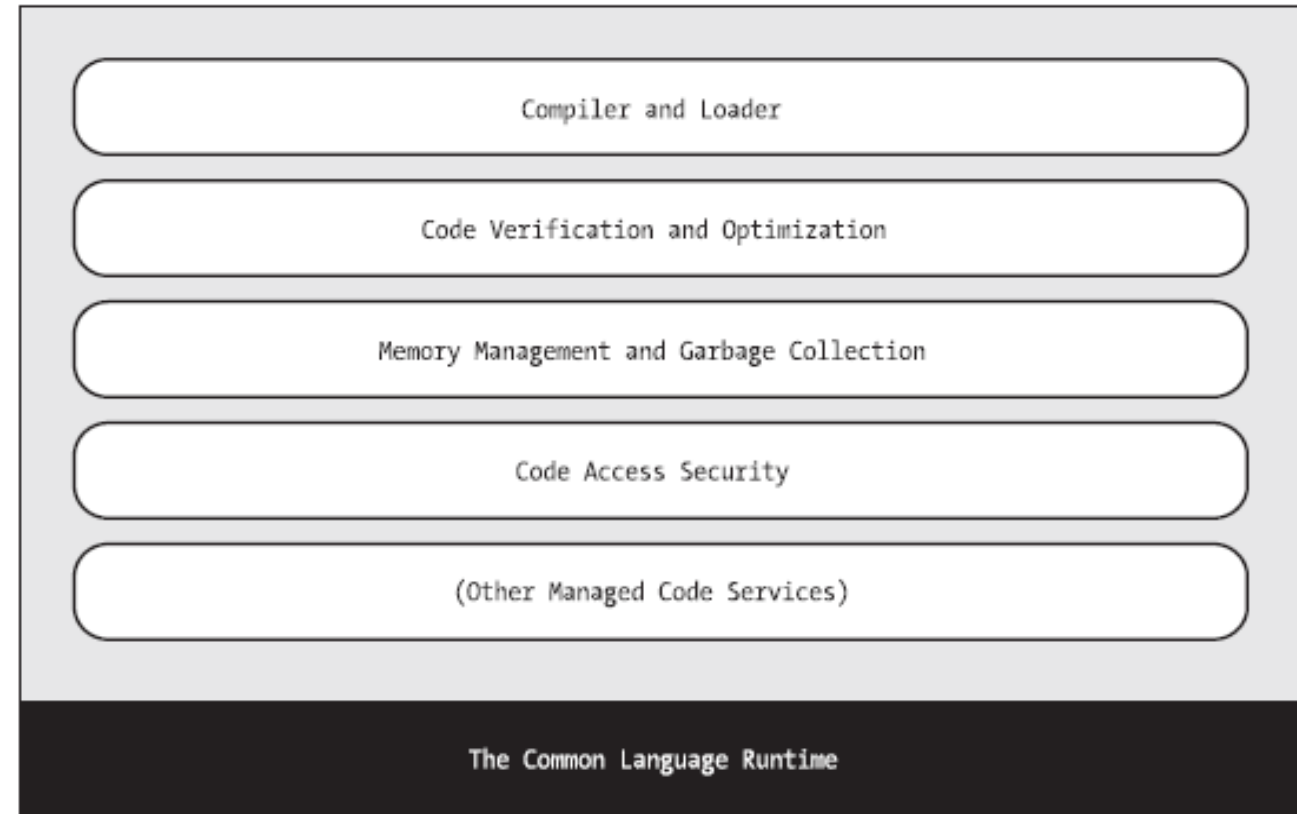 Compiler and Loader
Code Verification and Optimization
Memory Management and Garbage Collection
Code Access Security
(Other Managed Code Services)
The Common Language Runtime